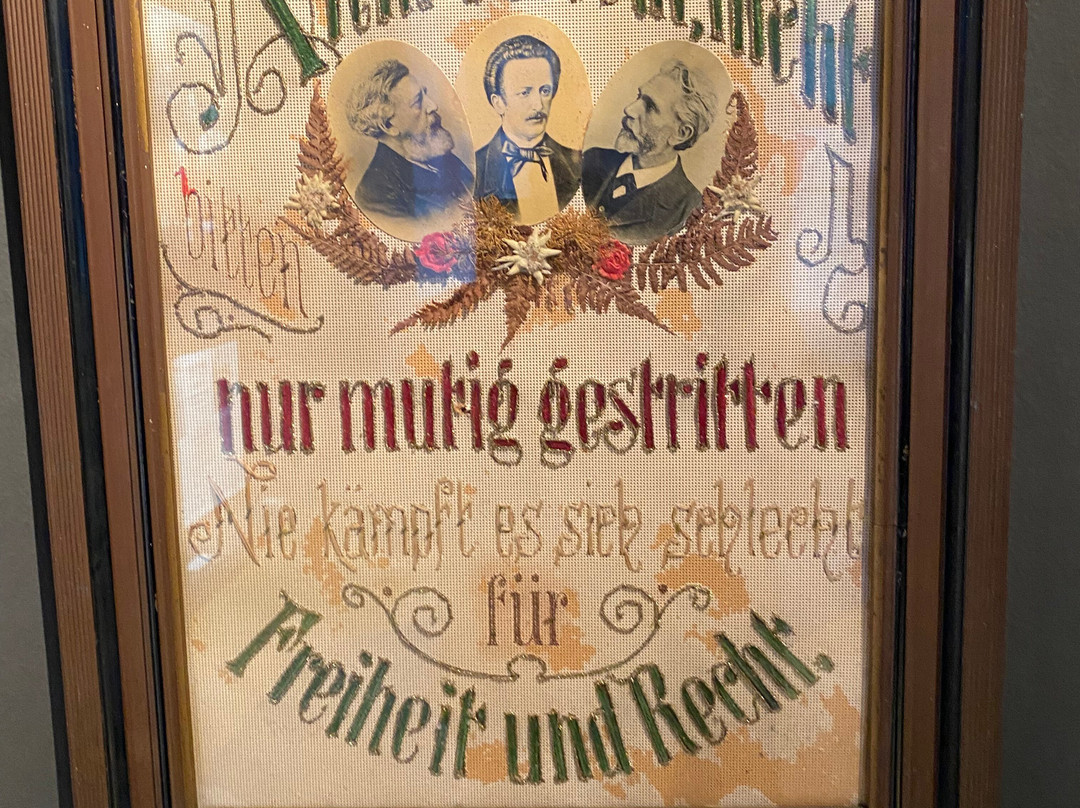 bitten
nur mutig gestritten
Nie kämpft es sich schlecht
für
Freiheit und Recht.